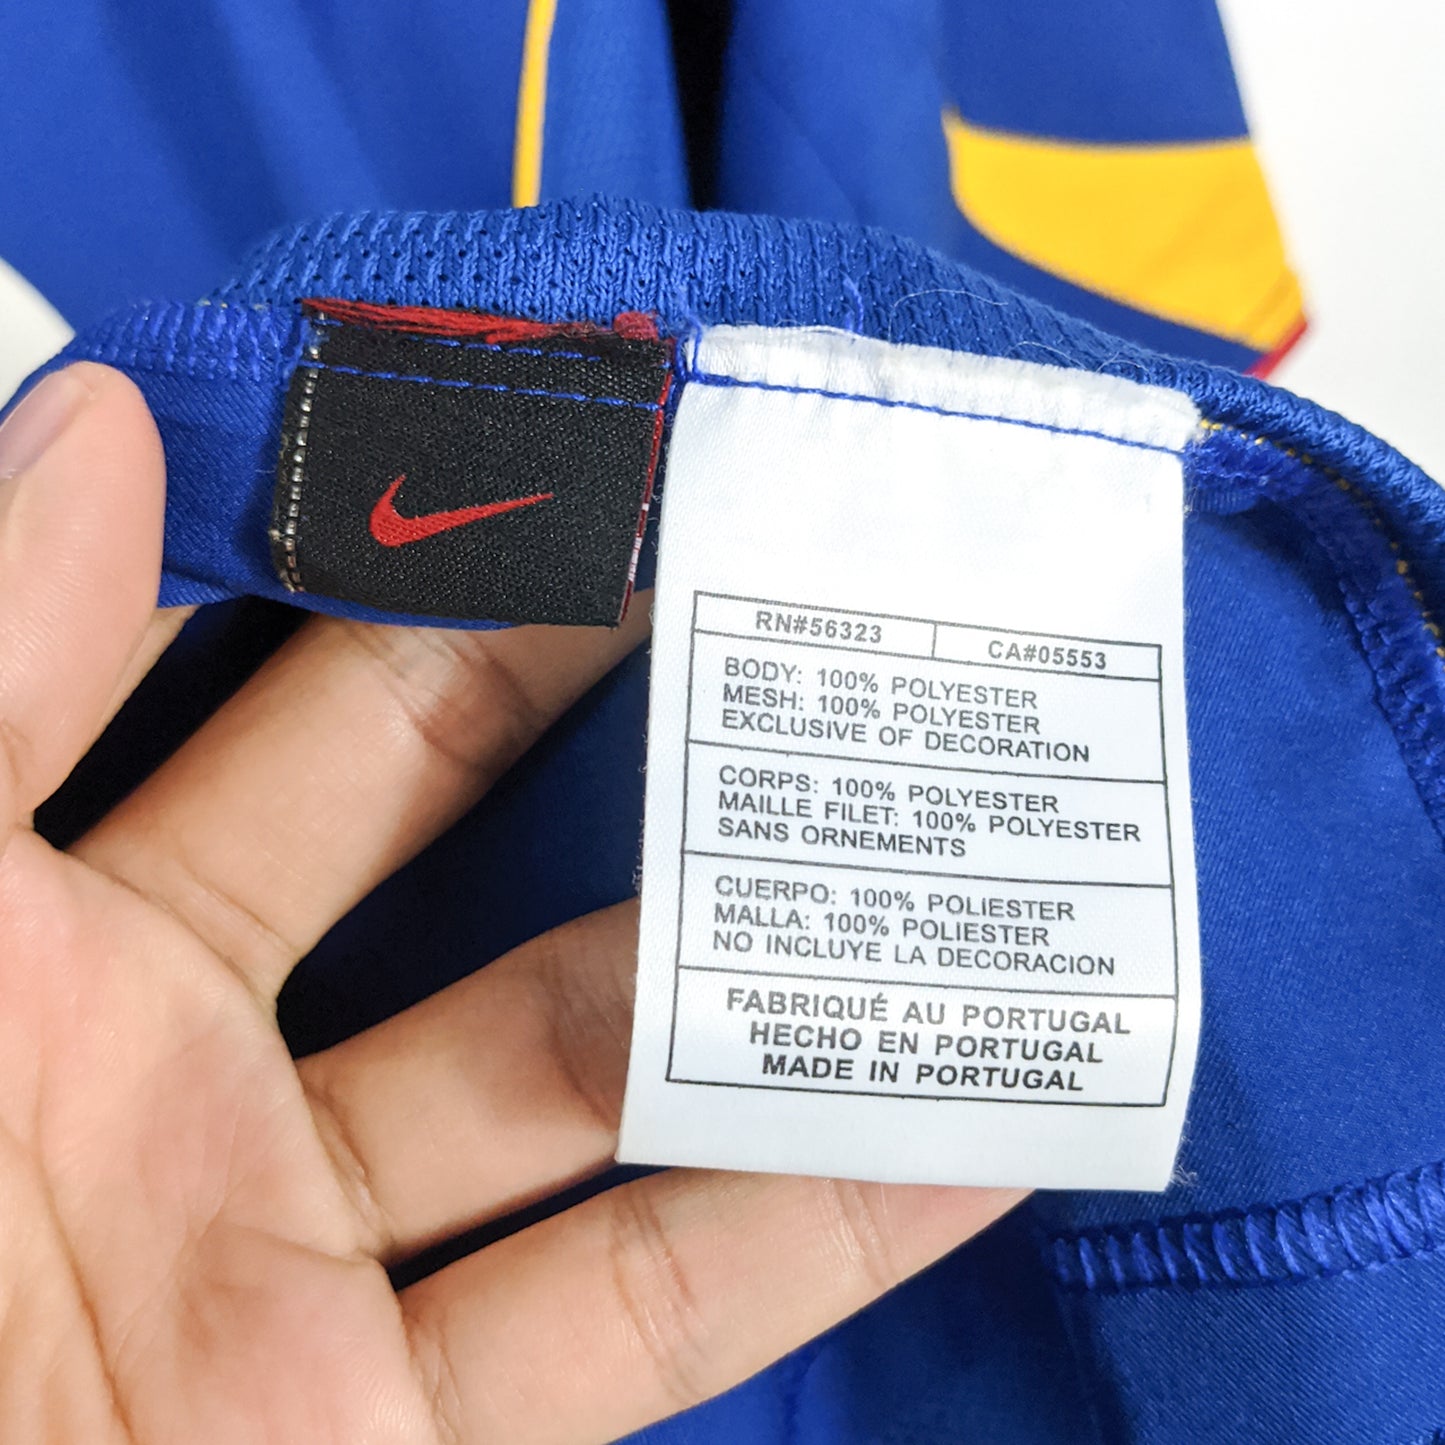 RN#56323 CA#05553
BODY: 100% POLYESTER
MESH: 100% POLYESTER
EXCLUSIVE OF DECORATION
CORPS: 100% POLYESTER
MAILLE FILET: 100% POLYESTER
SANS ORNEMENTS
CUERPO: 100% POLIESTER
MALLA: 100% POLIESTER
NO INCLUYE LA DECORACION
FABRIQUÉ AU PORTUGAL
HECHO EN PORTUGAL
MADE IN PORTUGAL